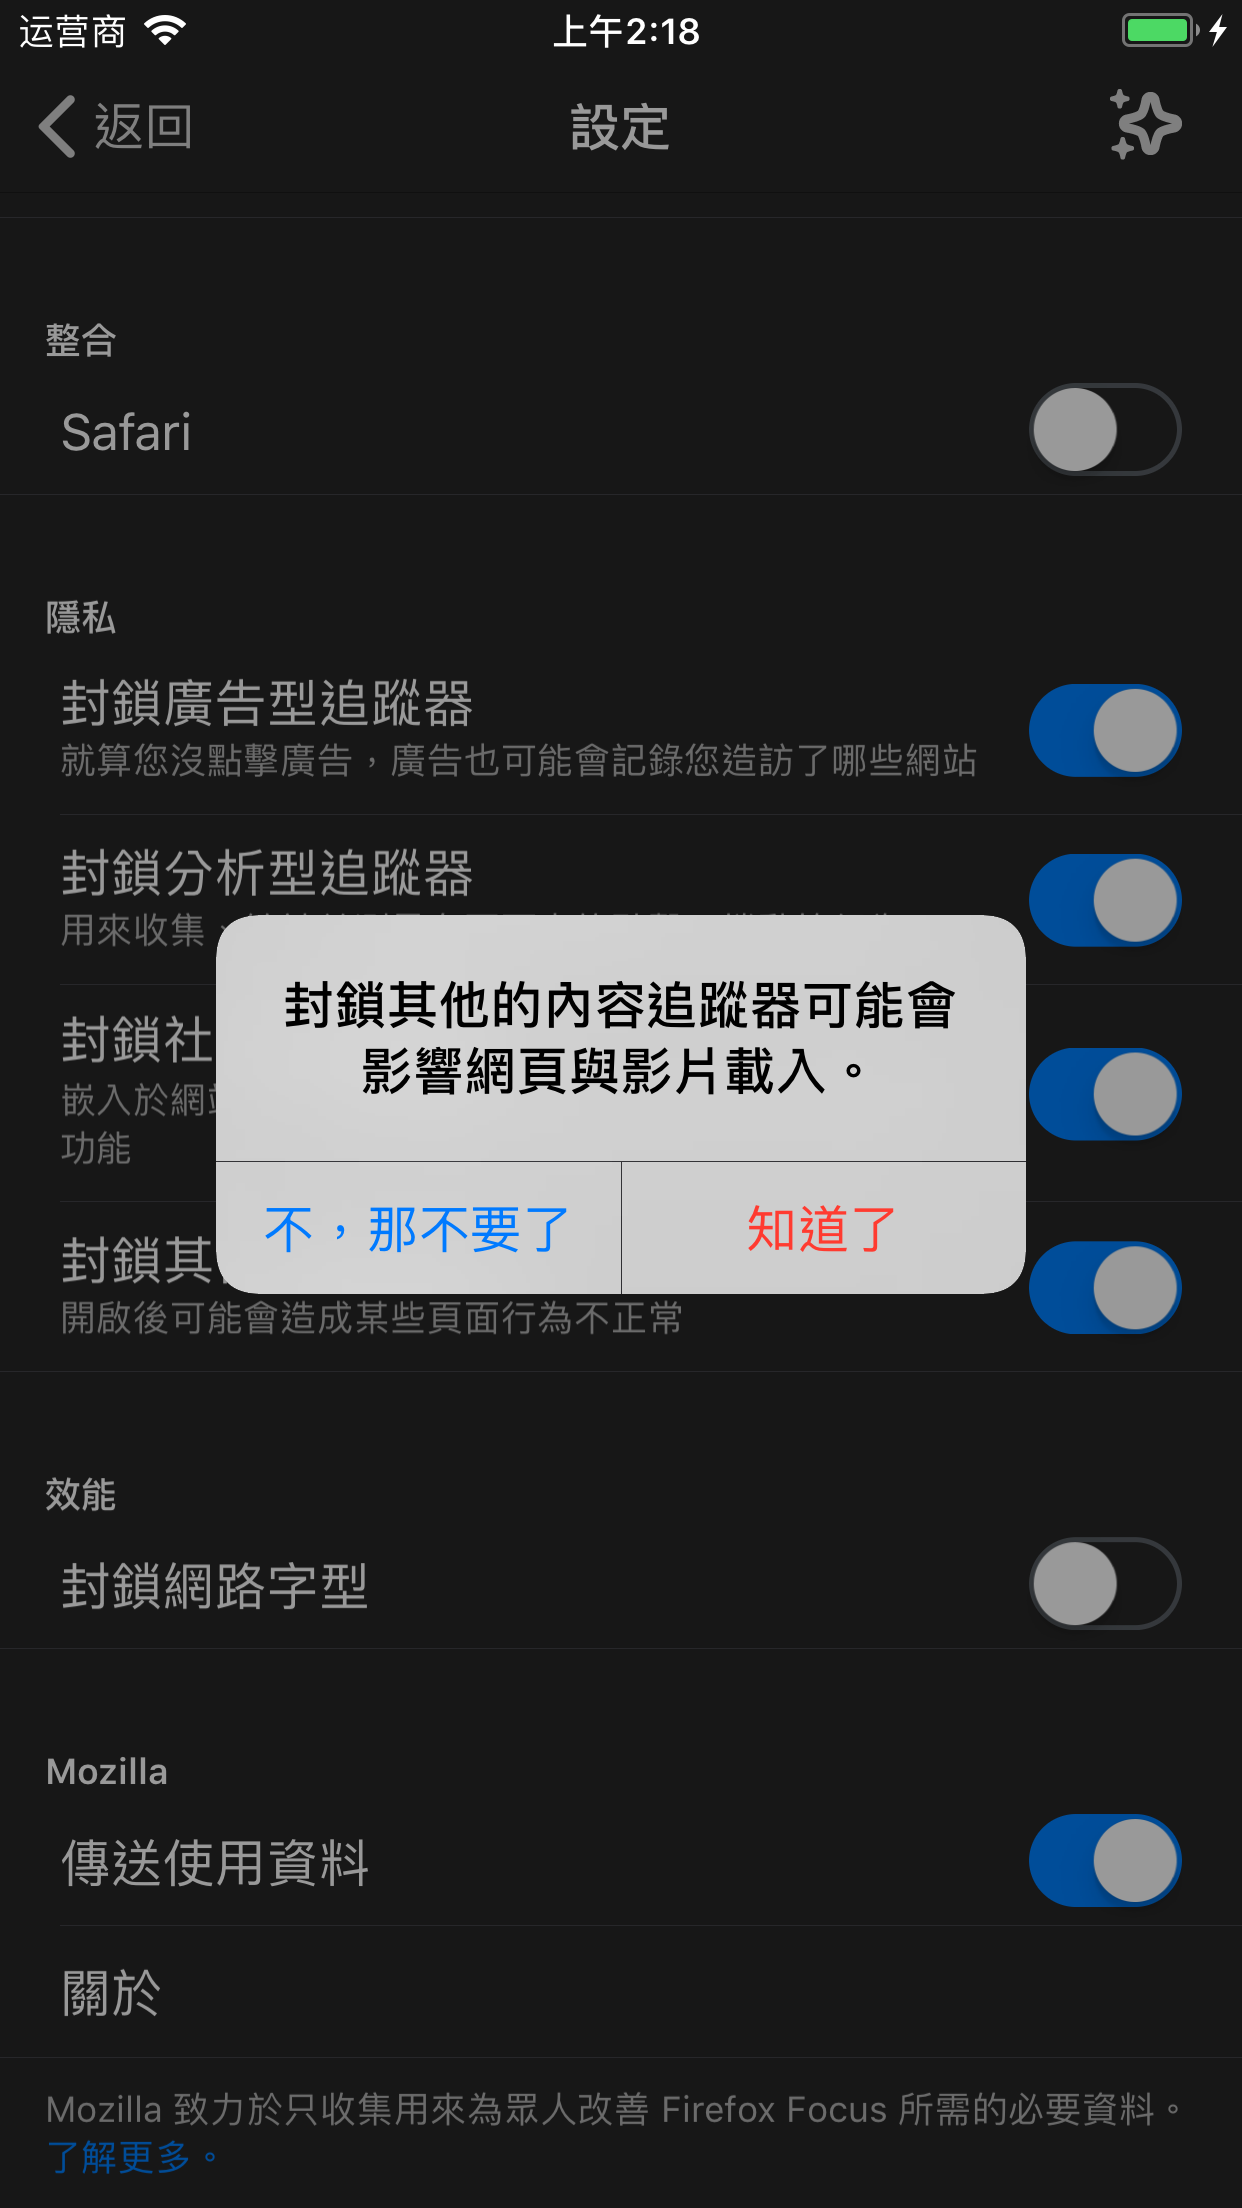 运营商
上午2:18
返回
設定
整合
Safari
隱私
封鎖廣告型追蹤器
就算您沒點擊廣告，廣告也可能會記錄您造訪了哪些網站
封鎖分析型追蹤器
用來收集、
封鎖社
嵌入於網
功能
封鎖其
開啟後可能會造成某些頁面行為不正常
封鎖其他的內容追蹤器可能會
影響網頁與影片載入。
不，那不要了
知道了
效能
封鎖網路字型
Mozilla
傳送使用資料
關於
Mozilla 致力於只收集用來為眾人改善 Firefox Focus 所需的必要資料。
了解更多。